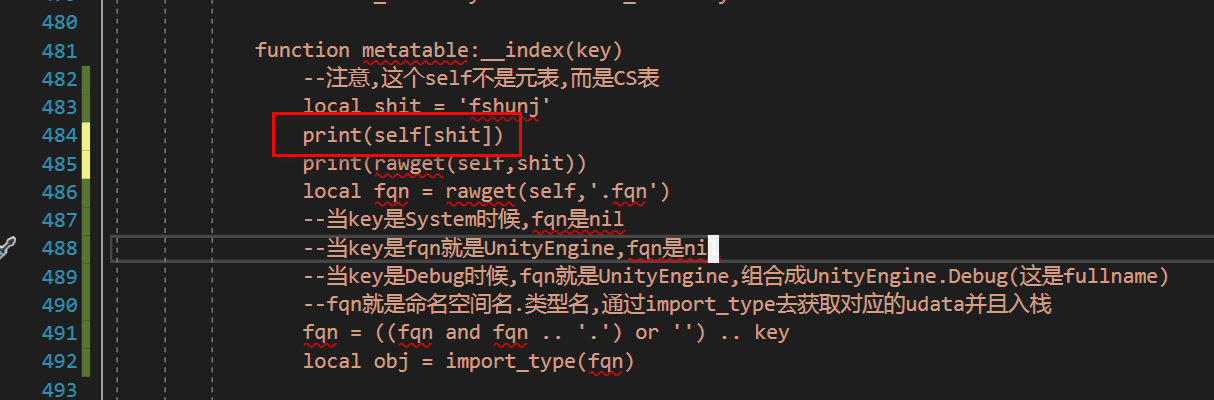 480
481 function metatable:__index(key)
482 --注意,这个self不是元表,而是CS表
483 local shit = 'fshunj'
484 print(self[shit])
485 print(rawget(self,shit))
486 local fqn = rawget(self,'.fqn')
487 --当key是System时候,fqn是nil
488 --当key是fqn就是UnityEngine,fqn是ni
489 --当key是Debug时候,fqn就是UnityEngine,组合成UnityEngine.Debug(这是fullname)
490 --fqn就是命名空间名.类型名,通过import_type去获取对应的udata并且入栈
491 fqn = ((fqn and fqn .. '.') or '') .. key
492 local obj = import_type(fqn)
493